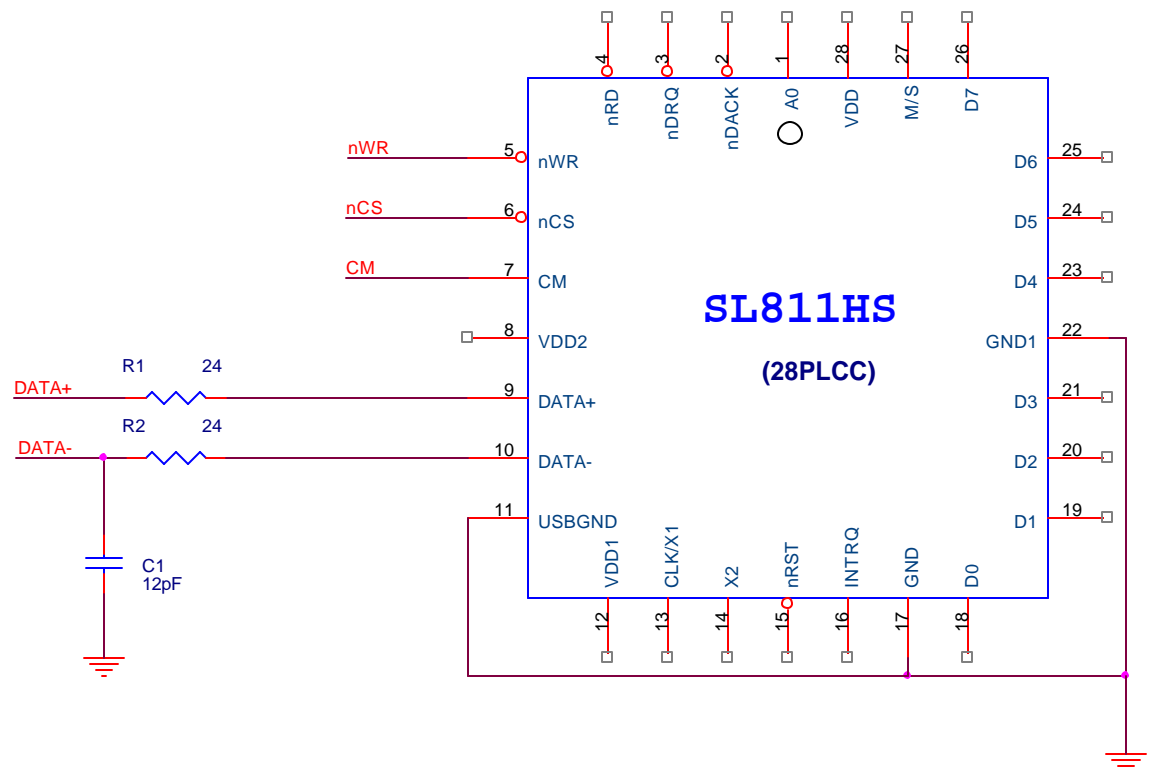 4 3 2 1 28 27 26
nRD nDRQ nDACK A0 VDD M/S D7
nWR 5 nWR D6 25
nCS 6 nCS D5 24
CM 7 CM D4 23
SL811HS
8 VDD2 GND1 22
(28PLCC)
R1 24
DATA+ 9 DATA+ D3 21
R2 24
DATA- 10 DATA- D2 20
11 USBGND D1 19
VDD1 CLK/X1 X2 nRST INTRQ GND D0
C1
12pF
12 13 14 15 16 17 18